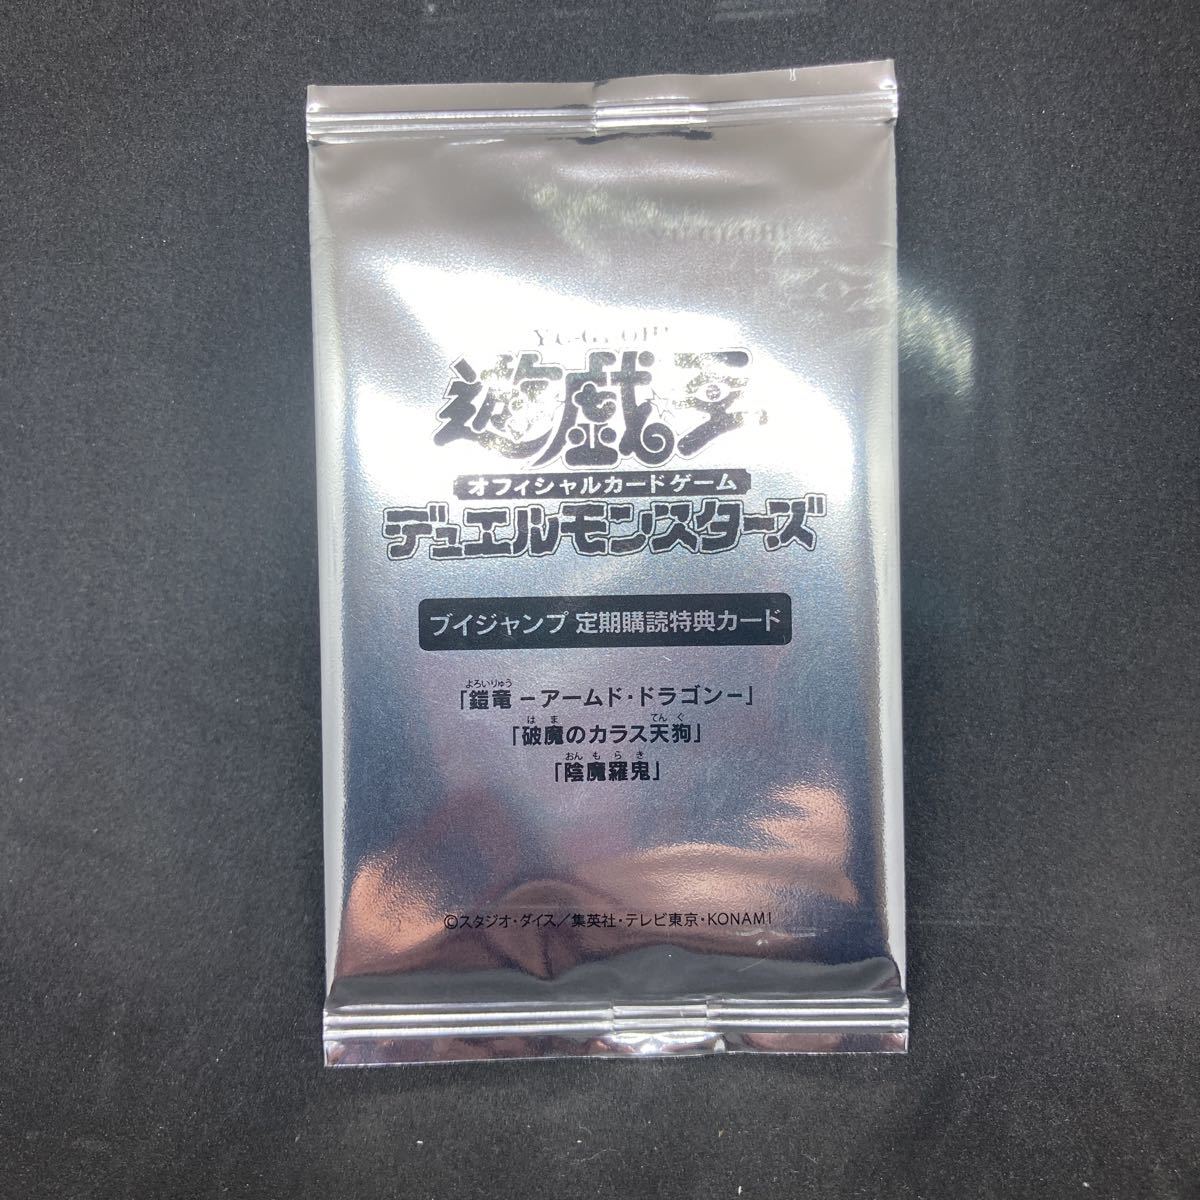 YU-GI-OH!
遊戯王
オフィシャルカードゲーム
デュエルモンスターズ
ブイジャンプ 定期購読特典カード
よろいりゅう
「鎧竜 −アームド・ドラゴン−」
はま てんぐ
「破魔のカラス天狗」
おんもらき
「陰魔羅鬼」
©スタジオ・ダイス／集英社・テレビ東京・KONAMI